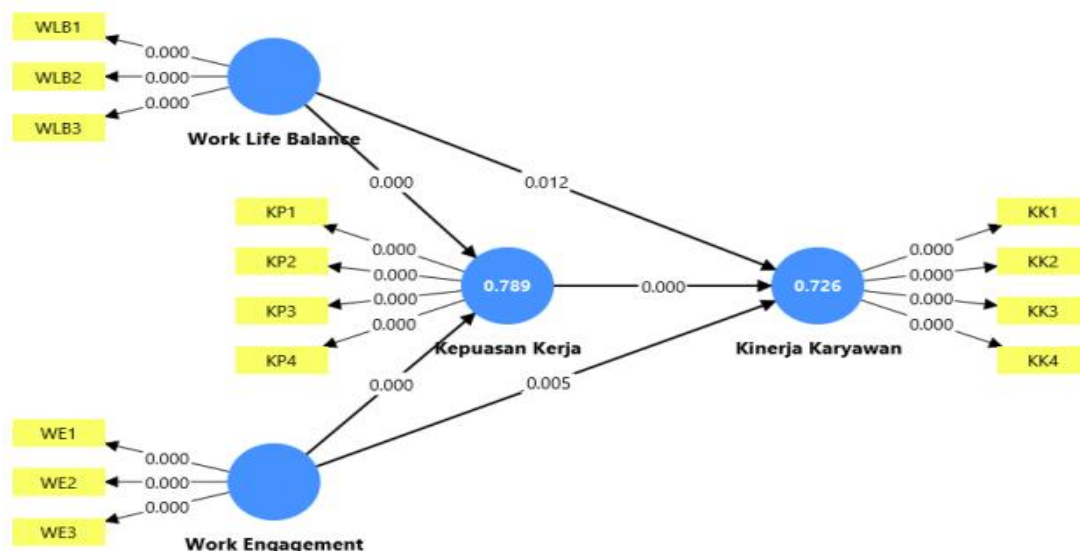 WLB1
0.000
WLB2
0.000
0.000
WLB3
Work Life Balance
0.000
0.012
KP1
0.000
KP2
0.000
KP3
0.000
0.000
KP4
0.789
Kepuasan Kerja
0.000
0.726
Kinerja Karyawan
KK1
0.000
KK2
0.000
0.000
KK3
0.000
KK4
0.000
0.005
WE1
0.000
WE2
0.000
0.000
WE3
Work Engagement